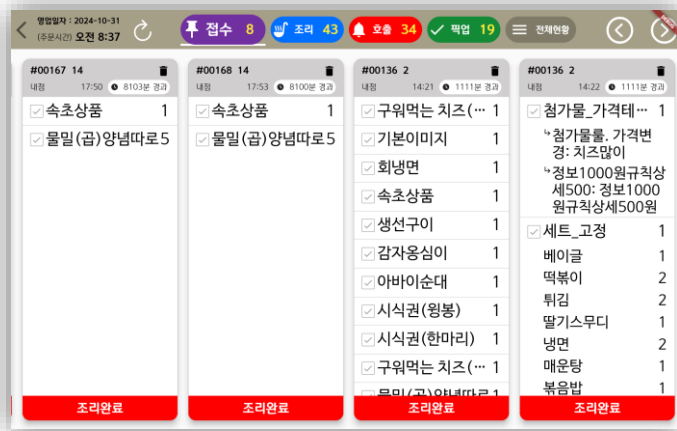 영업일자 : 2024-10-31
(주문시간) 오전 8:37
접수 8
조리 43
호출 34
픽업 19
전체현황
#00167 14
내점 17:50 8103분 경과
속초상품 1
물밀(곱)양념따로 5
조리완료
#00168 14
내점 17:53 8100분 경과
속초상품 1
물밀(곱)양념따로 5
조리완료
#00136 2
내점 14:21 1111분 경과
구워먹는 치즈(… 1
기본이미지 1
회냉면 1
속초상품 1
생선구이 1
감자옹심이 1
아바이순대 1
시식권(윙봉) 1
시식권(한마리) 1
구워먹는 치즈(… 1
물밀(곱)양념따로 1
조리완료
#00136 2
내점 14:22 1111분 경과
첨가물_가격테… 1
첨가물룰. 가격변
경: 치즈많이
정보1000원규칙상
세500: 정보1000
원규칙상세500원
세트_고정 1
베이글 1
떡볶이 2
튀김 2
딸기스무디 1
냉면 2
매운탕 1
볶음밥 1
조리완료